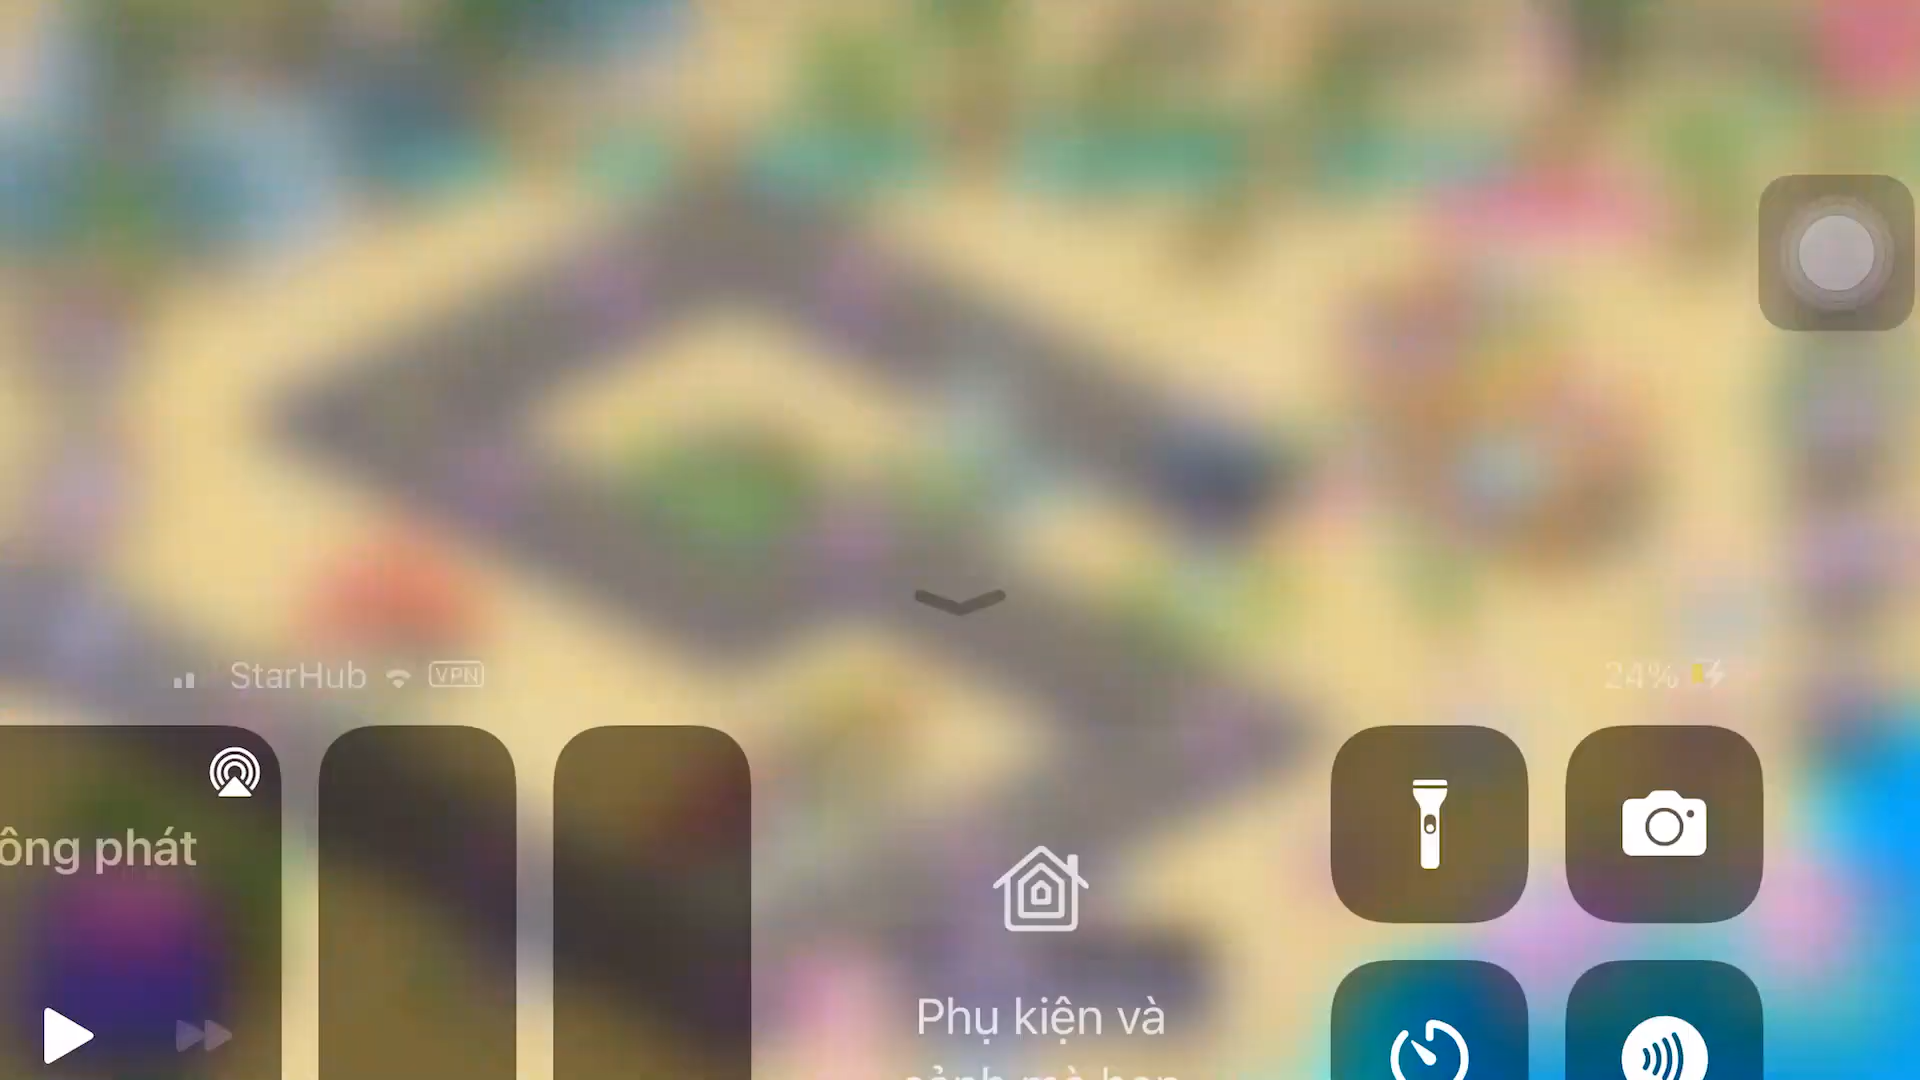 StarHub VPN
24%
ông phát
Phụ kiện và